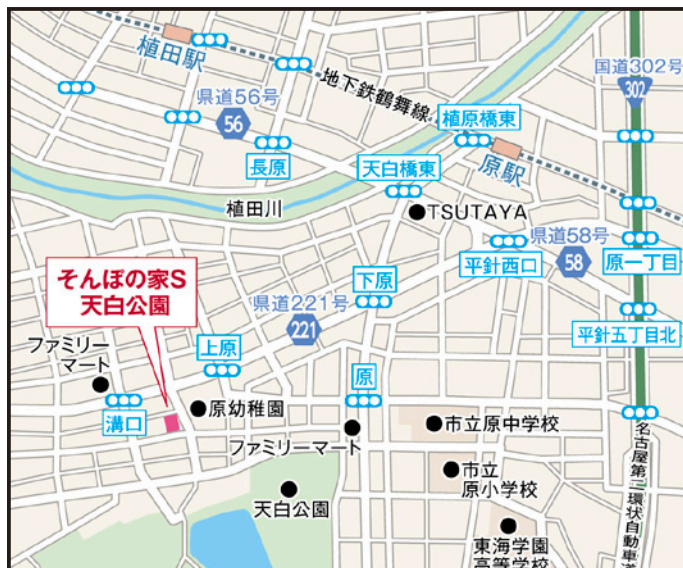 植田駅
地下鉄鶴舞線
国道302号
302
県道56号
56
植原橋東
長原
天白橋東
原駅
植田川
TSUTAYA
県道58号
58
平針西口
原一丁目
そんぽの家S
天白公園
県道221号
221
下原
平針五丁目北
ファミリー
マート
上原
原
溝口
原幼稚園
ファミリーマート
市立原中学校
市立
原小学校
天白公園
東海学園
高等学校
名古屋第二環状自動車道